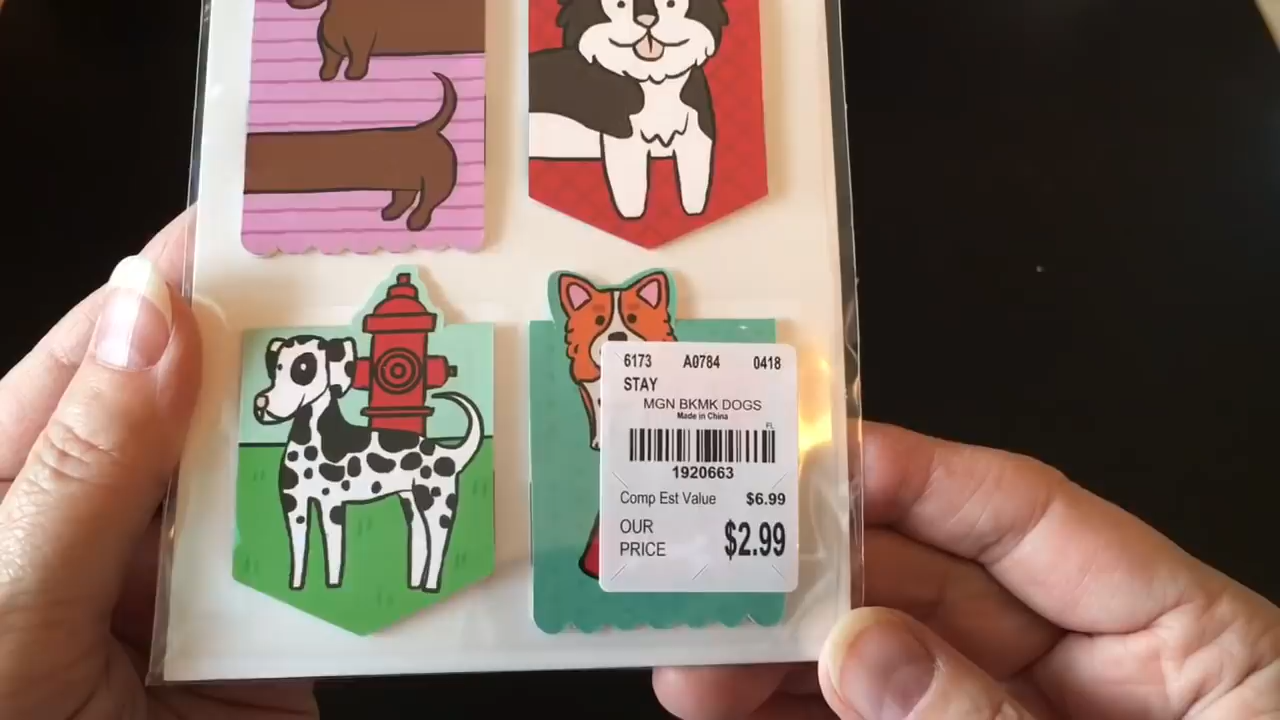 6173 A0784 0418
STAY
MGN BKMK DOGS
Made in China
FL
1920663
Comp Est Value $6.99
OUR PRICE $2.99